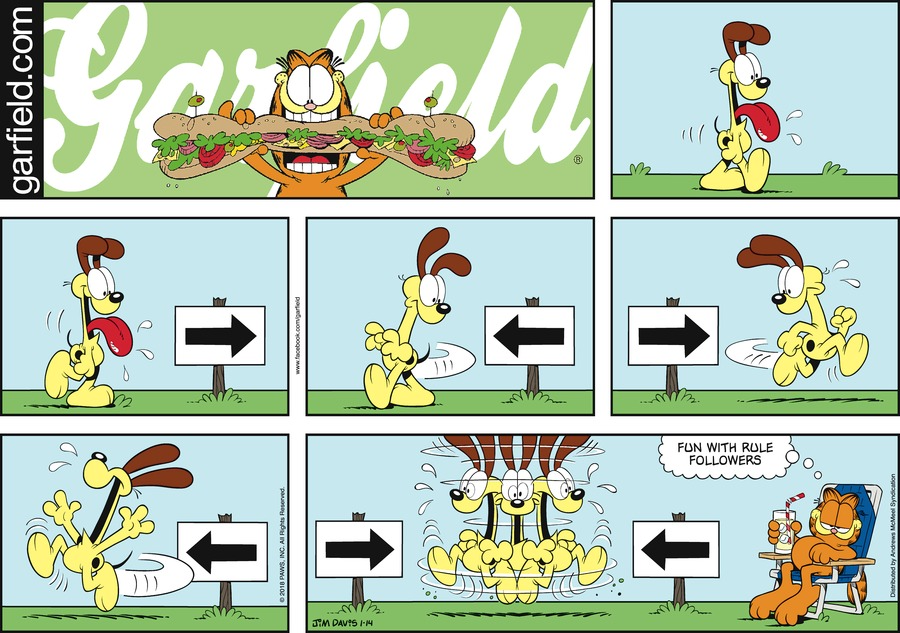 garfield.com
Garfield
®
www.facebook.com/garfield
© 2018 PAWS, INC. All Rights Reserved.
JIM DAVIS 1-14
FUN WITH RULE
FOLLOWERS
Distributed by Andrews McMeel Syndication